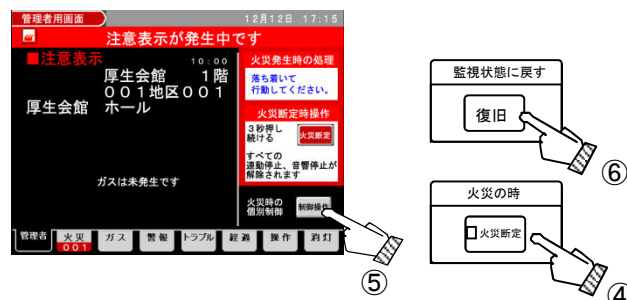 管理者用画面
12月12日 17:15
注意表示が発生中です
■注意表示 10:00
厚生会館 1階
001地区001
厚生会館 ホール
ガスは未発生です
火災発生時の処理
落ち着いて
行動してください。
火災断定時操作
3秒押し
続ける
火災断定
すべての
連動停止、音響停止が
解除されます
火災時の
個別制御
制御操作
管理者 火災 ガス 警報 トラブル 経過 操作 消灯
001
⑤
監視状態に戻す
復旧
⑥
火災の時
火災断定
④